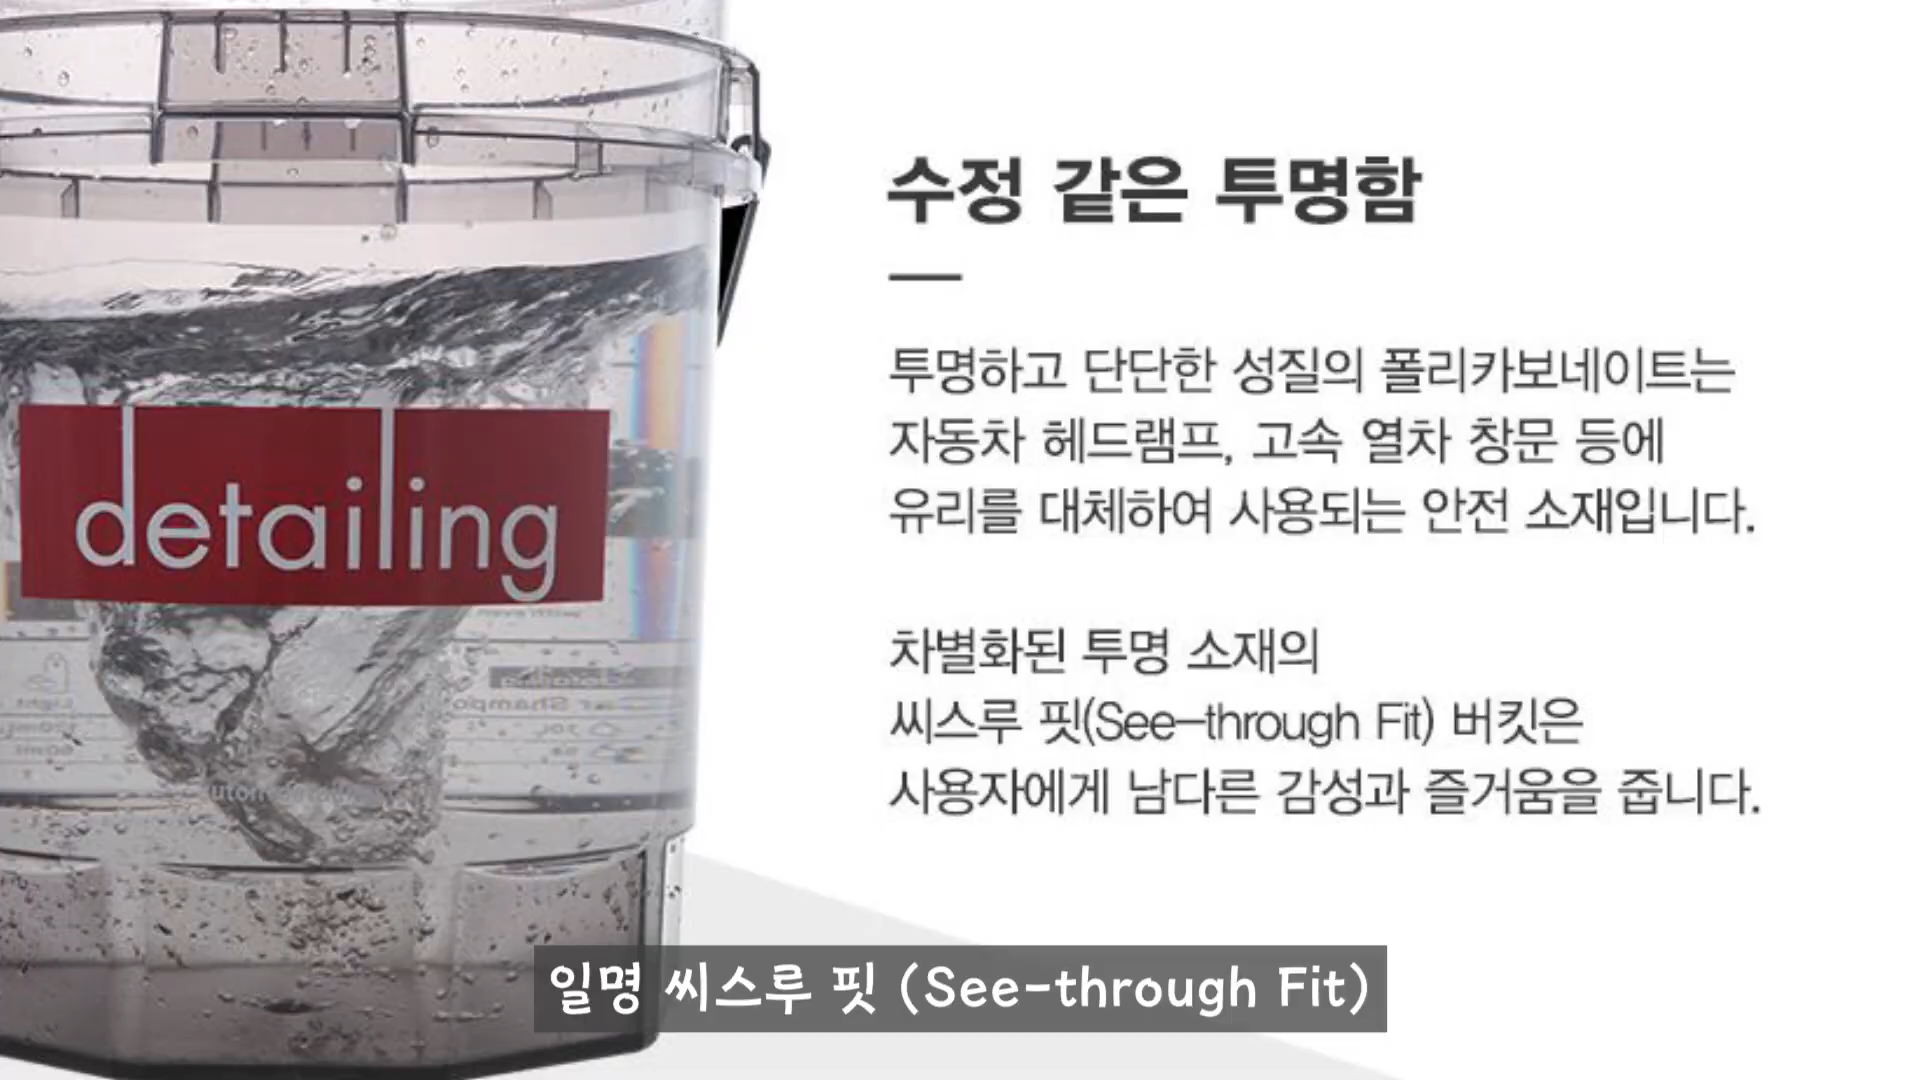 수정 같은 투명함
투명하고 단단한 성질의 폴리카보네이트는
자동차 헤드램프, 고속 열차 창문 등에
유리를 대체하여 사용되는 안전 소재입니다.
차별화된 투명 소재의
씨스루 핏(See-through Fit) 버킷은
사용자에게 남다른 감성과 즐거움을 줍니다.
detailing
일명 씨스루 핏 (See-through Fit)